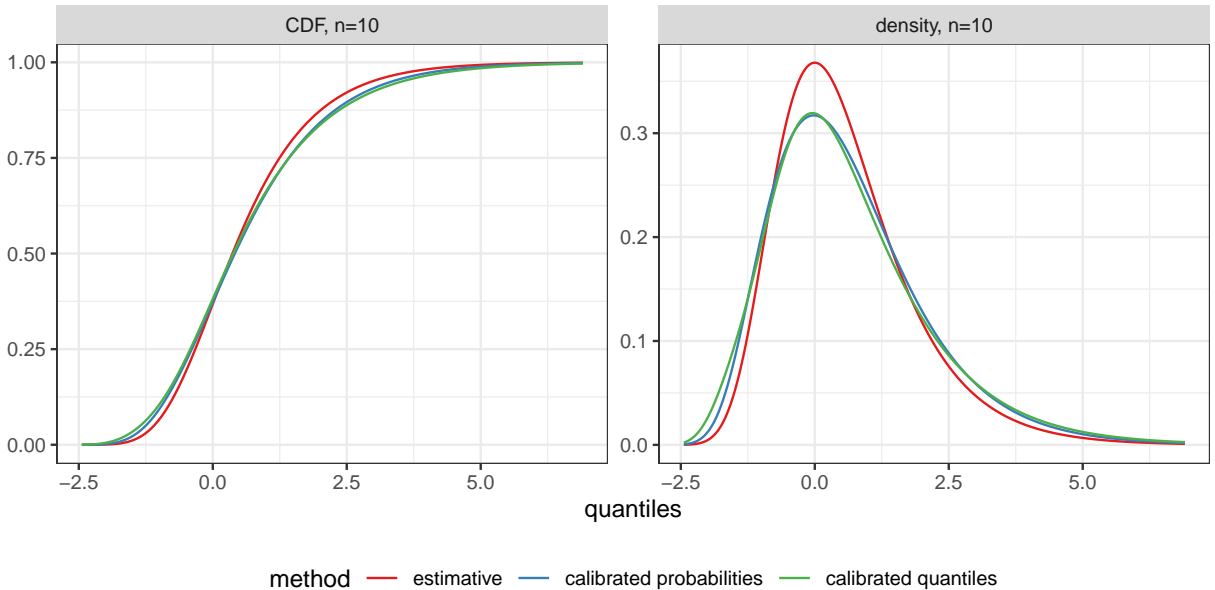 CDF, n=10
density, n=10
1.00
0.75
0.50
0.25
0.00
0.3
0.2
0.1
0.0
−2.5 0.0 2.5 5.0
−2.5 0.0 2.5 5.0
quantiles
method estimative calibrated probabilities calibrated quantiles